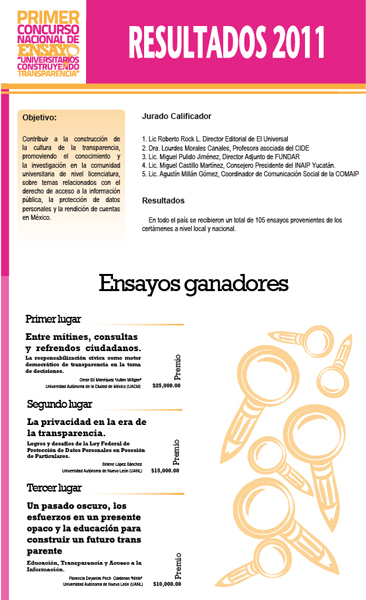 PRIMER
CONCURSO
NACIONAL DE
ENSAYO
"UNIVERSITARIOS
CONSTRUYENDO
TRANSPARENCIA"
RESULTADOS 2011
Objetivo:
Contribuir a la construcción de
la cultura de la transparencia,
promoviendo el conocimiento y
la investigación en la comunidad
universitaria de nivel licenciatura,
sobre temas relacionados con el
derecho de acceso a la información
pública, la protección de datos
personales y la rendición de cuentas
en México.
Jurado Calificador
1. Lic Roberto Rock L. Director Editorial de El Universal
2. Dra. Lourdes Morales Canales, Profesora asociada del CIDE
3. Lic. Miguel Pulido Jiménez, Director Adjunto de FUNDAR
4. Lic. Miguel Castillo Martínez, Consejero Presidente del INAIP Yucatán.
5. Lic. Agustín Millán Gómez, Coordinador de Comunicación Social de la COMAIP
Resultados
En todo el país se recibieron un total de 105 ensayos provenientes de los
certámenes a nivel local y nacional.
Ensayos ganadores
Primer lugar
Entre mítines, consultas
y refrendos ciudadanos.
La responsabilización cívica como motor
democrático de transparencia en la toma
de decisiones.
Omar Eli Manríquez
Universidad Autónoma de la Ciudad de México (UACM)
Premio
$25,000.00
Segundo lugar
La privacidad en la era de
la transparencia.
Logros y desafíos de la Ley Federal de
Protección de Datos Personales en Posesión
de Particulares.
Belene López Sánchez
Universidad Autónoma de Nuevo León (UANL)
Premio
$15,000.00
Tercer lugar
Un pasado oscuro, los
esfuerzos en un presente
opaco y la educación para
construir un futuro trans
parente
Educación, Transparencia y Acceso a la
Información.
Florencia Deyanira Pech Cárdenas
Universidad Autónoma de Nuevo León (UANL)
Premio
$10,000.00